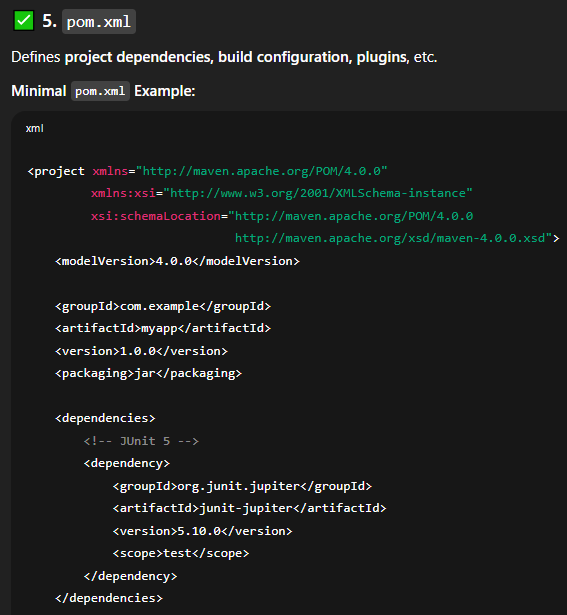 ✅ 5. pom.xml
Defines project dependencies, build configuration, plugins, etc.
Minimal pom.xml Example:
xml
<project xmlns="http://maven.apache.org/POM/4.0.0"
         xmlns:xsi="http://www.w3.org/2001/XMLSchema-instance"
         xsi:schemaLocation="http://maven.apache.org/POM/4.0.0
                             http://maven.apache.org/xsd/maven-4.0.0.xsd">
    <modelVersion>4.0.0</modelVersion>
    <groupId>com.example</groupId>
    <artifactId>myapp</artifactId>
    <version>1.0.0</version>
    <packaging>jar</packaging>
    <dependencies>
        <!-- JUnit 5 -->
        <dependency>
            <groupId>org.junit.jupiter</groupId>
            <artifactId>junit-jupiter</artifactId>
            <version>5.10.0</version>
            <scope>test</scope>
        </dependency>
    </dependencies>